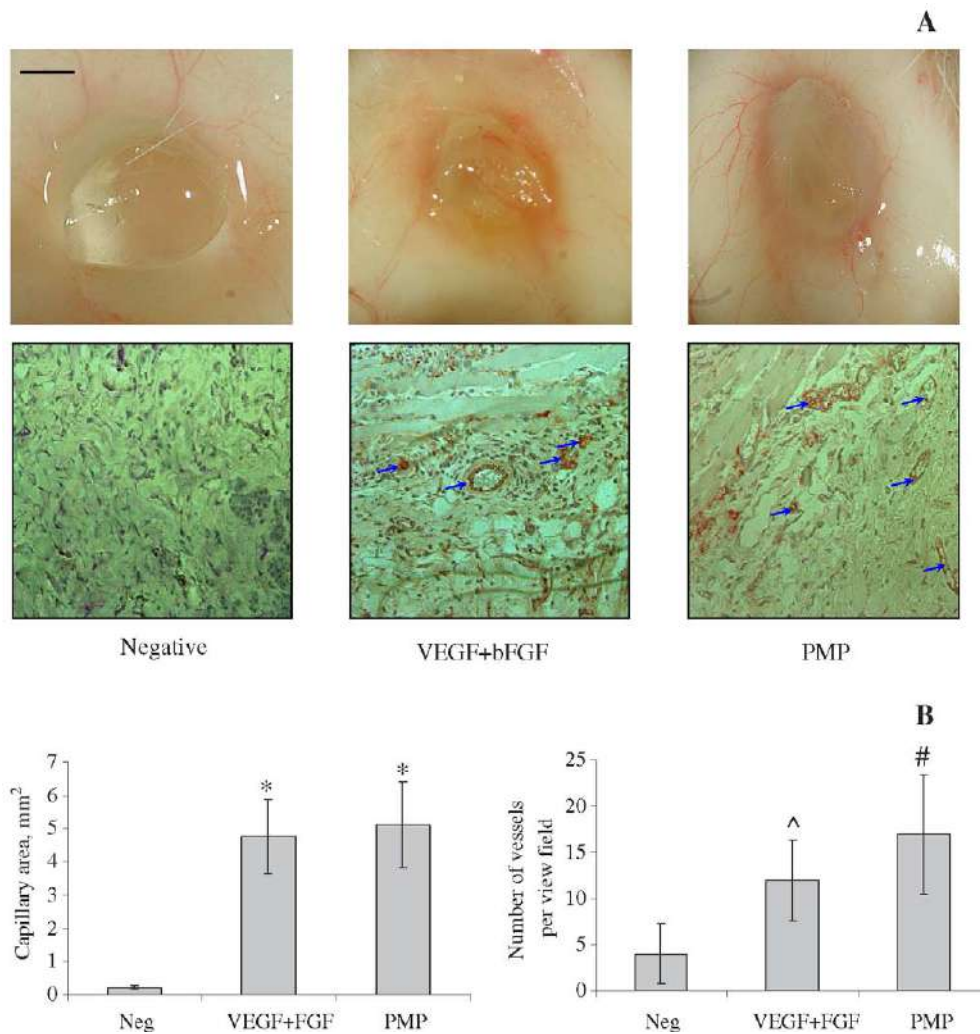 A
Negative
VEGF+bFGF
PMP
B
Capillary area, mm²
7
6
5
4
3
2
1
0
*
*
Neg
VEGF+FGF
PMP
Number of vessels
per view field
25
20
15
10
5
0
^
#
Neg
VEGF+FGF
PMP